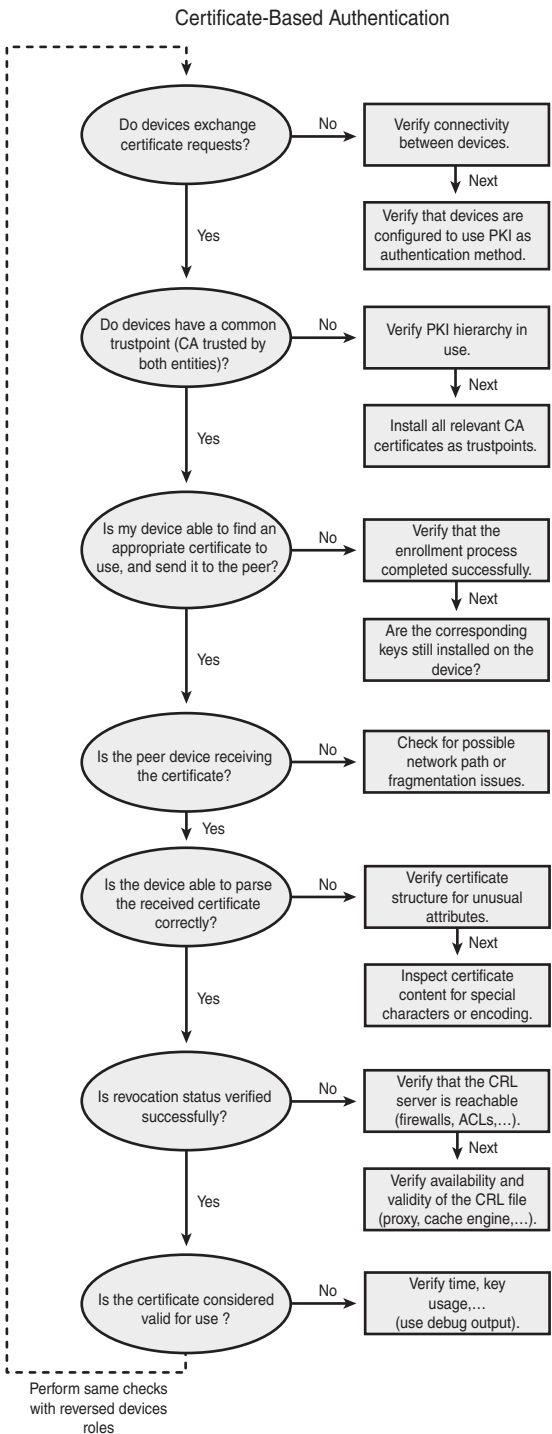 Certificate-Based Authentication
Do devices exchange
certificate requests?
No
Verify connectivity
between devices.
Next
Verify that devices are
configured to use PKI as
authentication method.
Yes
Do devices have a common
trustpoint (CA trusted by
both entities)?
No
Verify PKI hierarchy in
use.
Next
Install all relevant CA
certificates as trustpoints.
Yes
Is my device able to find an
appropriate certificate to
use, and send it to the peer?
No
Verify that the
enrollment process
completed successfully.
Next
Are the corresponding
keys still installed on the
device?
Yes
Is the peer device receiving
the certificate?
No
Check for possible
network path or
fragmentation issues.
Yes
Is the device able to parse
the received certificate
correctly?
No
Verify certificate
structure for unusual
attributes.
Next
Inspect certificate
content for special
characters or encoding.
Yes
Is revocation status verified
successfully?
No
Verify that the CRL
server is reachable
(firewalls, ACLs,...).
Next
Verify availability and
validity of the CRL file
(proxy, cache engine,...).
Yes
Is the certificate considered
valid for use ?
No
Verify time, key
usage,...
(use debug output).
Perform same checks
with reversed devices
roles